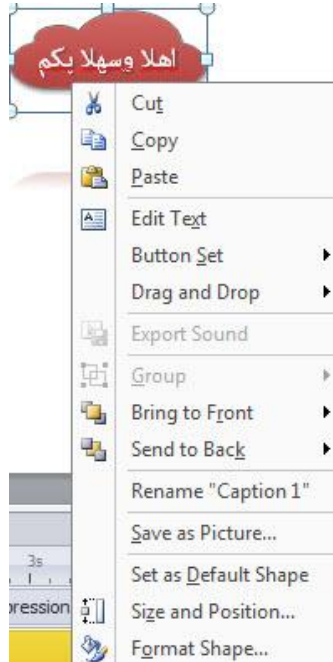 اهلا وسهلا بكم
Cut
Copy
Paste
Edit Text
Button Set
Drag and Drop
Export Sound
Group
Bring to Front
Send to Back
Rename "Caption 1"
Save as Picture...
3s
Set as Default Shape
pression
Size and Position...
Format Shape...